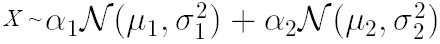 X ~ α₁𝒩(μ₁, σ₁²) + α₂𝒩(μ₂, σ₂²)